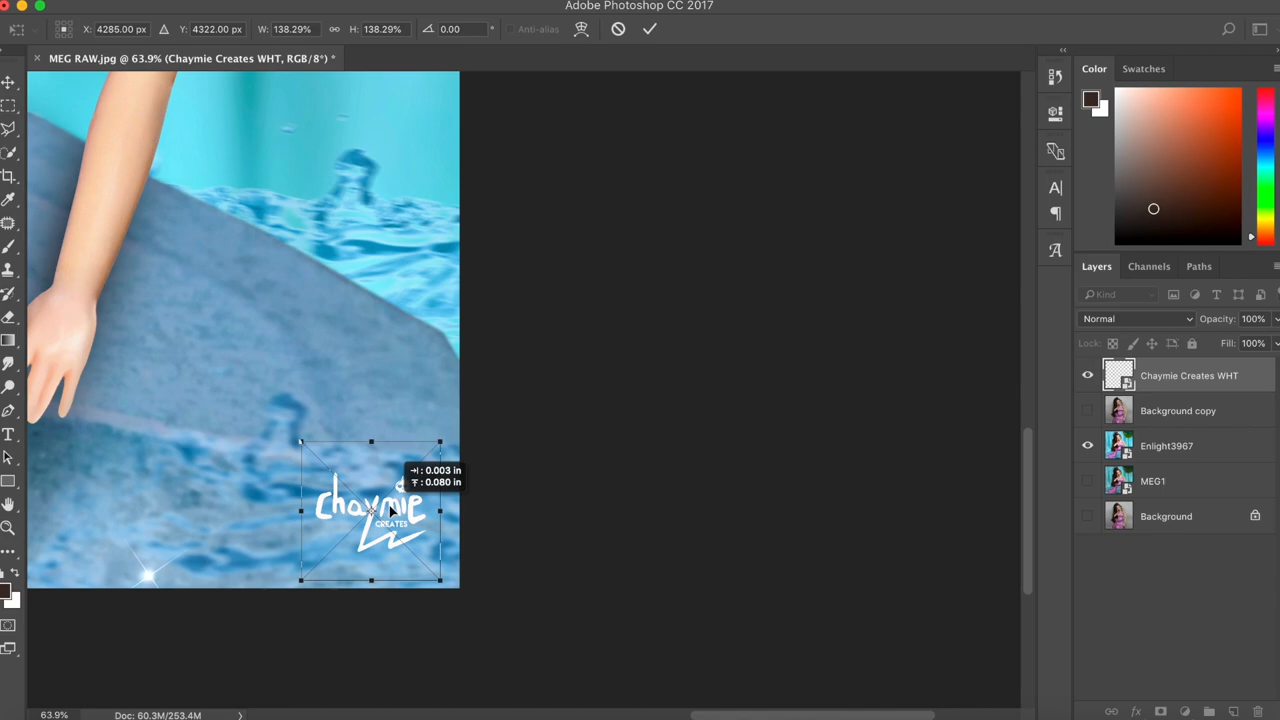 Adobe Photoshop CC 2017
X: 4285.00 px Y: 4322.00 px W: 138.29% H: 138.29% 0.00 ° Anti-alias
× MEG RAW.jpg @ 63.9% (Chaymie Creates WHT, RGB/8*) *
Color Swatches
Layers Channels Paths
Kind
Normal Opacity: 100%
Lock: Fill: 100%
Chaymie Creates WHT
Background copy
Enlight3967
MEG1
Background
: 0.003 in
: 0.080 in
chaymie
CREATES
63.9% Doc: 60.3M/253.4M